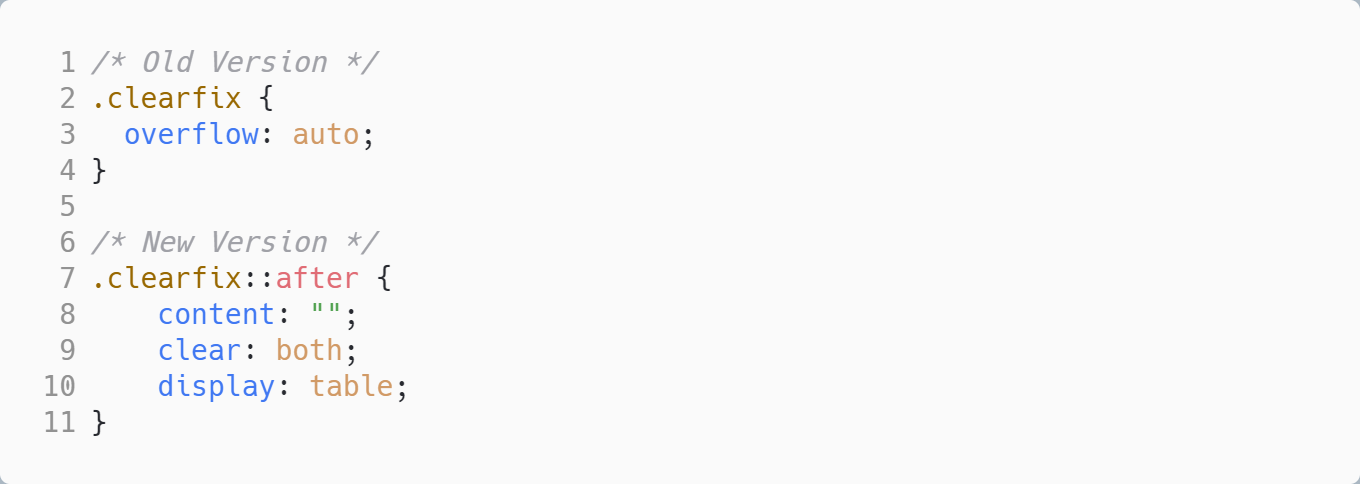 1 /* Old Version */
2 .clearfix {
3   overflow: auto;
4 }
5
6 /* New Version */
7 .clearfix::after {
8     content: "";
9     clear: both;
10     display: table;
11 }